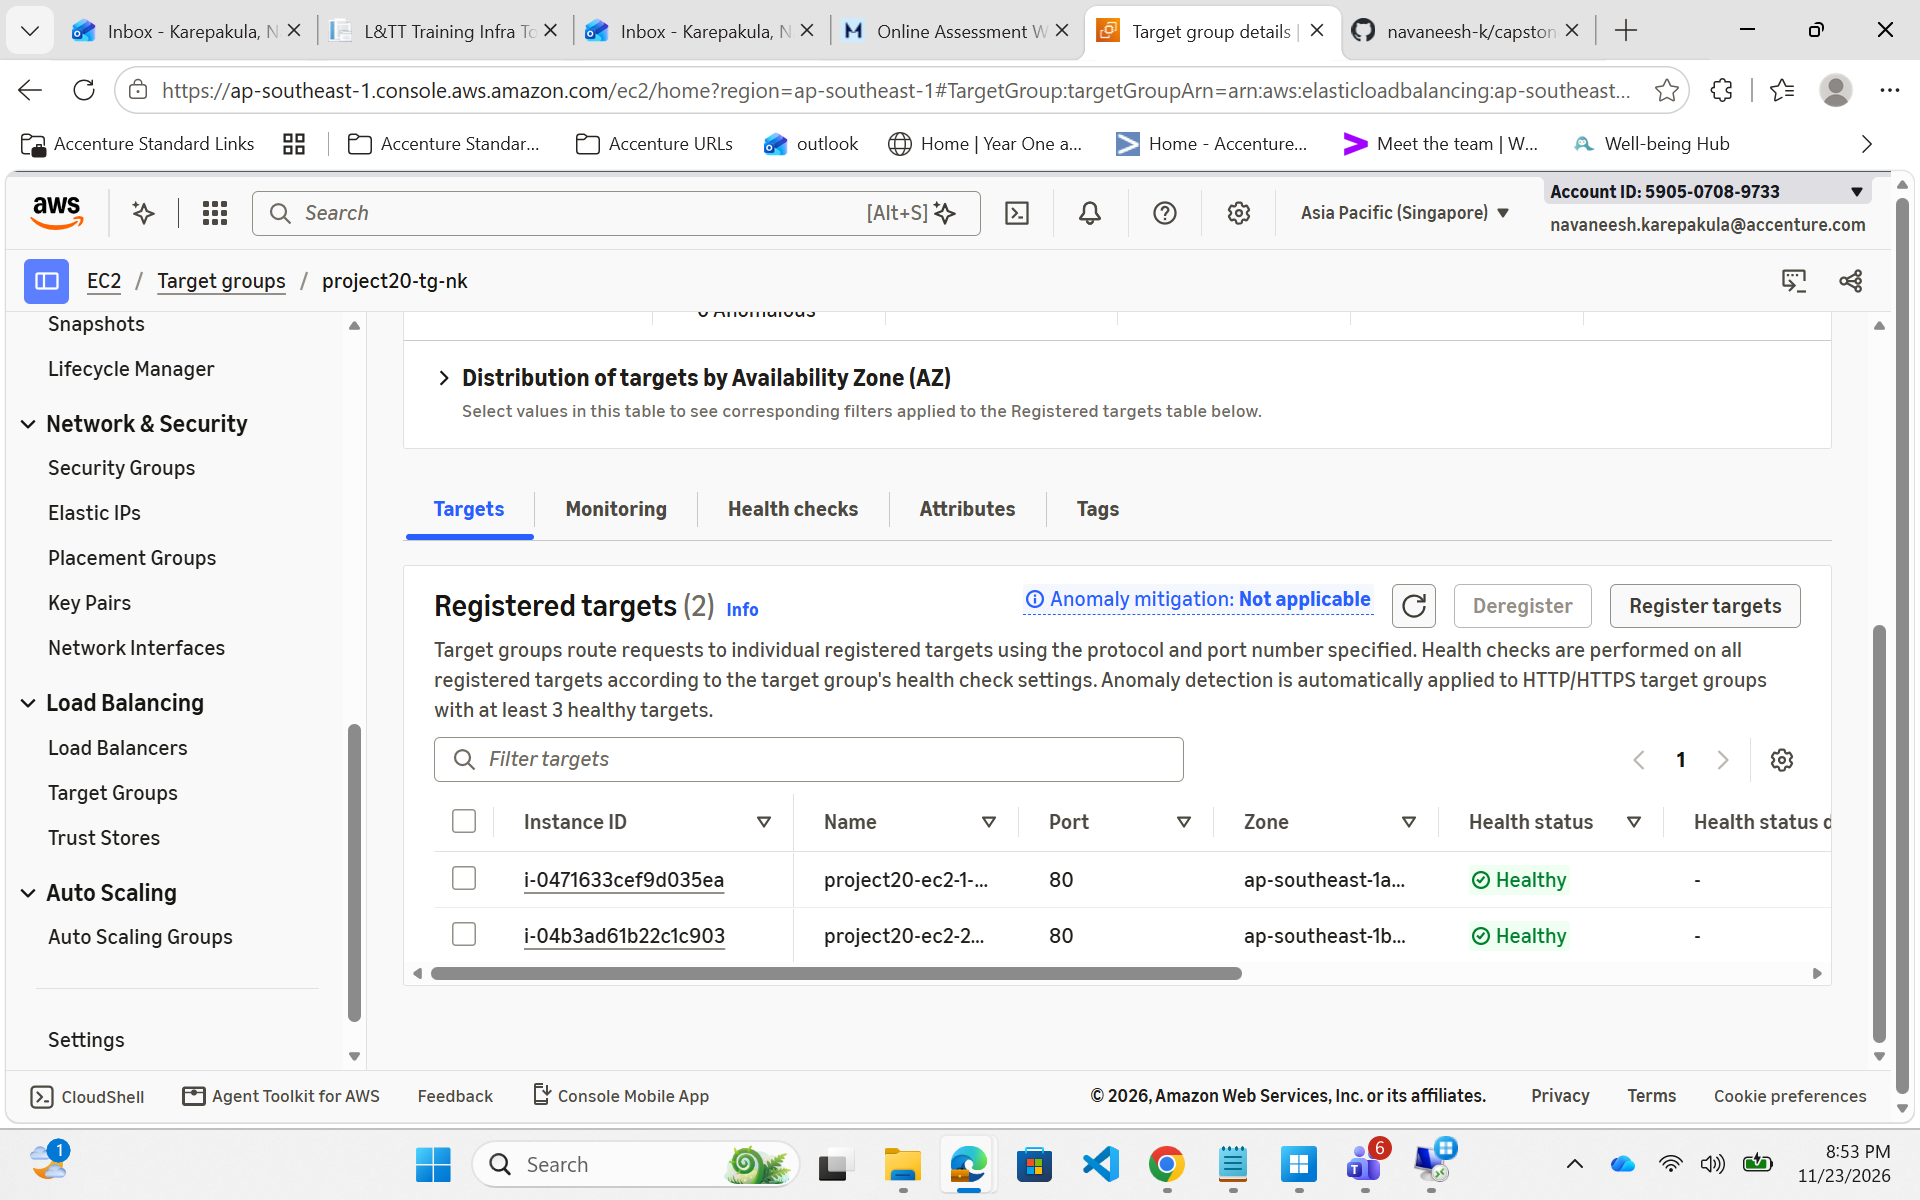 Inbox - Karepakula, N
L&TT Training Infra To
Inbox - Karepakula, N
Online Assessment W
Target group details |
navaneesh-k/capston
https://ap-southeast-1.console.aws.amazon.com/ec2/home?region=ap-southeast-1#TargetGroup:targetGroupArn=arn:aws:elasticloadbalancing:ap-southeast...
Accenture Standard Links
Accenture Standar...
Accenture URLs
outlook
Home | Year One a...
Home - Accenture...
Meet the team | W...
Well-being Hub
aws
Search
[Alt+S]
Asia Pacific (Singapore)
Account ID: 5905-0708-9733
navaneesh.karepakula@accenture.com
EC2 / Target groups / project20-tg-nk
Snapshots
Lifecycle Manager
Network & Security
Security Groups
Elastic IPs
Placement Groups
Key Pairs
Network Interfaces
Load Balancing
Load Balancers
Target Groups
Trust Stores
Auto Scaling
Auto Scaling Groups
Settings
0 Anomalous
Distribution of targets by Availability Zone (AZ)
Select values in this table to see corresponding filters applied to the Registered targets table below.
Targets
Monitoring
Health checks
Attributes
Tags
Registered targets (2) Info
Anomaly mitigation: Not applicable
Deregister
Register targets
Target groups route requests to individual registered targets using the protocol and port number specified. Health checks are performed on all
registered targets according to the target group's health check settings. Anomaly detection is automatically applied to HTTP/HTTPS target groups
with at least 3 healthy targets.
Filter targets
1
Instance ID Name Port Zone Health status Health status d
i-0471633cef9d035ea project20-ec2-1-... 80 ap-southeast-1a... Healthy -
i-04b3ad61b22c1c903 project20-ec2-2... 80 ap-southeast-1b... Healthy -
CloudShell
Agent Toolkit for AWS
Feedback
Console Mobile App
© 2026, Amazon Web Services, Inc. or its affiliates.
Privacy
Terms
Cookie preferences
1
Search
6
8:53 PM
11/23/2026